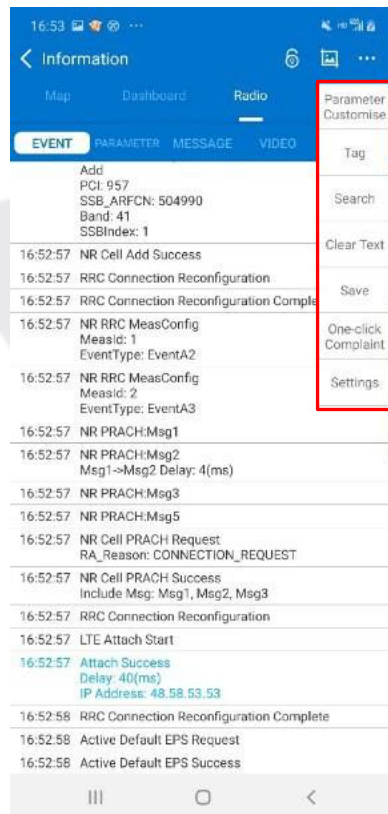 16:53
Information
Map Dashboard Radio
EVENT PARAMETER MESSAGE VIDEO
Parameter
Customise
Tag
Search
Clear Text
Save
One-click
Complaint
Settings
Add
PCI: 957
SSB_ARFCN: 504990
Band: 41
SSBIndex: 1
16:52:57 NR Cell Add Success
16:52:57 RRC Connection Reconfiguration
16:52:57 RRC Connection Reconfiguration Comple
16:52:57 NR RRC MeasConfig
MeasId: 1
EventType: EventA2
16:52:57 NR RRC MeasConfig
MeasId: 2
EventType: EventA3
16:52:57 NR PRACH:Msg1
16:52:57 NR PRACH:Msg2
Msg1->Msg2 Delay: 4(ms)
16:52:57 NR PRACH:Msg3
16:52:57 NR PRACH:Msg5
16:52:57 NR Cell PRACH Request
RA_Reason: CONNECTION_REQUEST
16:52:57 NR Cell PRACH Success
Include Msg: Msg1, Msg2, Msg3
16:52:57 RRC Connection Reconfiguration
16:52:57 LTE Attach Start
16:52:57 Attach Success
Delay: 40(ms)
IP Address: 48.58.53.53
16:52:58 RRC Connection Reconfiguration Complete
16:52:58 Active Default EPS Request
16:52:58 Active Default EPS Success